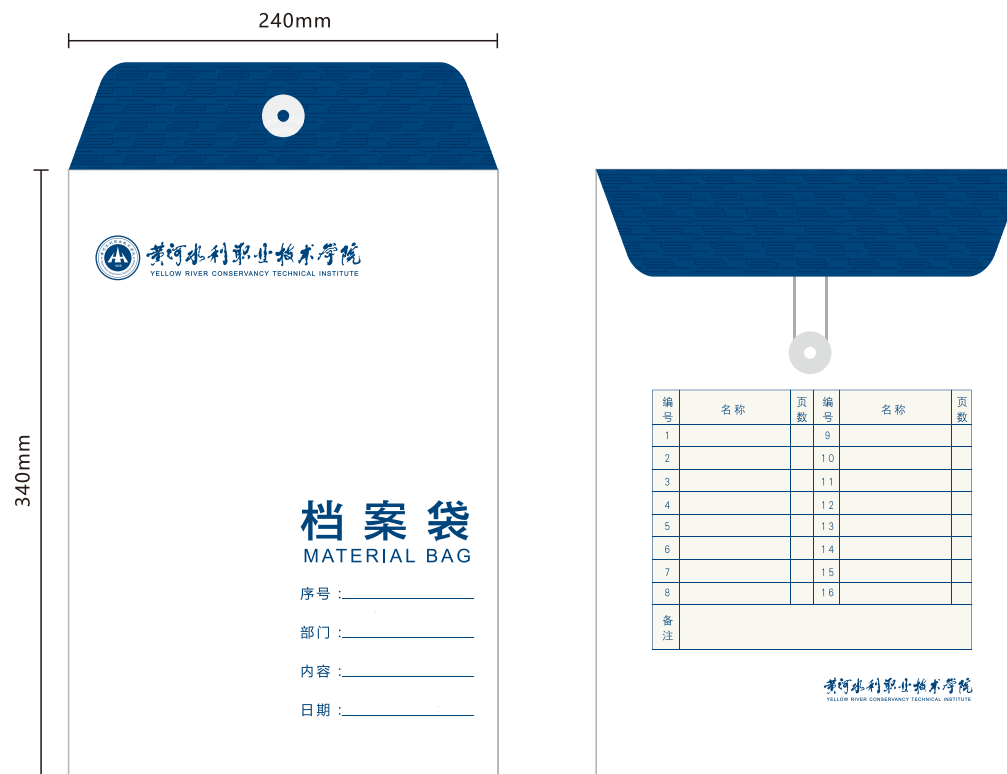 240mm
340mm
黄河水利职业技术学院
YELLOW RIVER CONSERVANCY TECHNICAL INSTITUTE
档案袋
MATERIAL BAG
序号：
部门：
内容：
日期：
编号 名称 页数 编号 名称 页数
1 9
2 10
3 11
4 12
5 13
6 14
7 15
8 16
备注
黄河水利职业技术学院
YELLOW RIVER CONSERVANCY TECHNICAL INSTITUTE